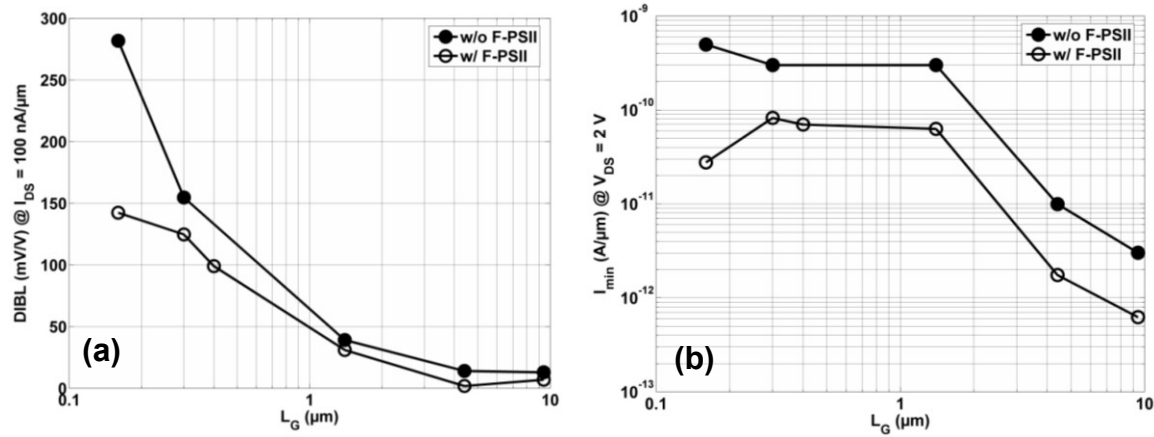 300
250
200
150
100
50
0
0.1
1
10
DIBL (mV/V) @ I_DS = 100 nA/µm
L_G (µm)
w/o F-PSII
w/ F-PSII
(a)
10^-9
10^-10
10^-11
10^-12
10^-13
0.1
1
10
I_min (A/µm) @ V_DS = 2 V
L_G (µm)
w/o F-PSII
w/ F-PSII
(b)